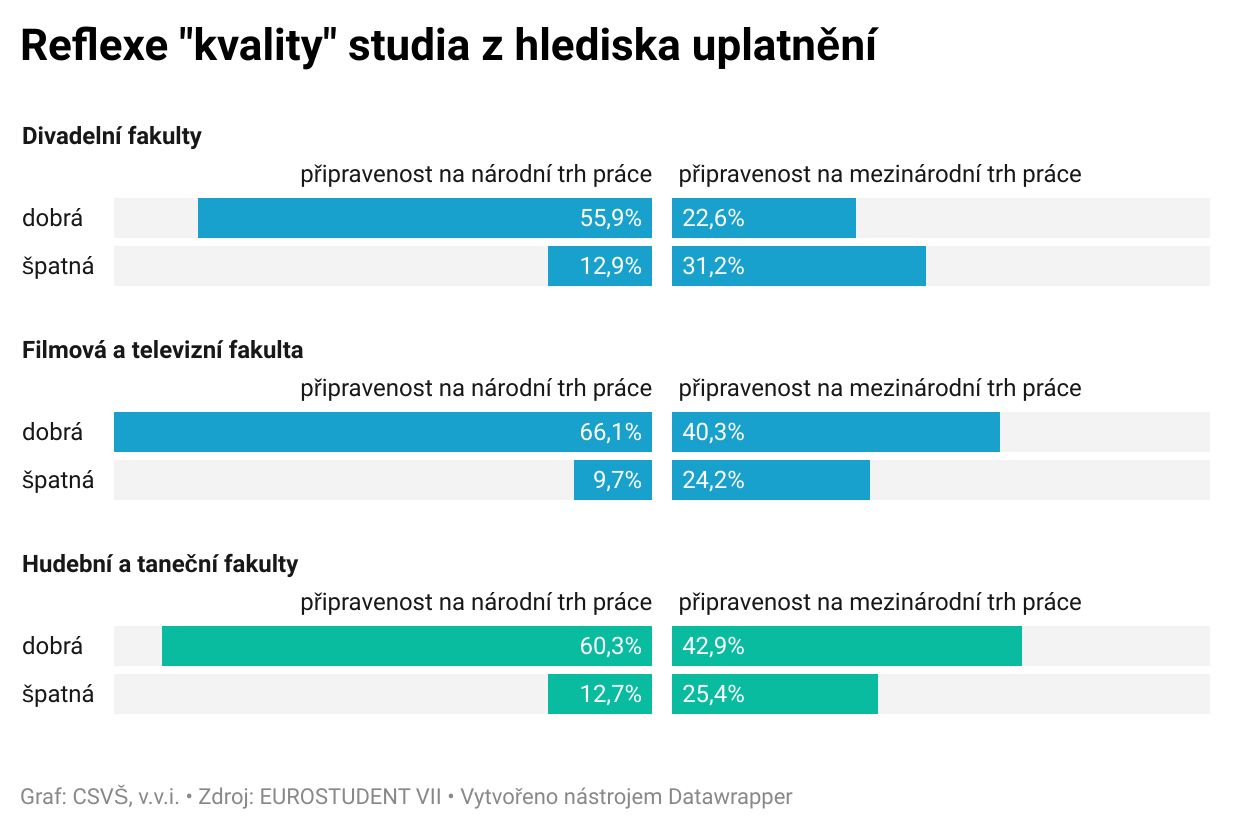 Reflexe "kvality" studia z hlediska uplatnění
Divadelní fakulty
připravenost na národní trh práce připravenost na mezinárodní trh práce
dobrá 55,9% 22,6%
špatná 12,9% 31,2%
Filmová a televizní fakulta
připravenost na národní trh práce připravenost na mezinárodní trh práce
dobrá 66,1% 40,3%
špatná 9,7% 24,2%
Hudební a taneční fakulty
připravenost na národní trh práce připravenost na mezinárodní trh práce
dobrá 60,3% 42,9%
špatná 12,7% 25,4%
Graf: CSVŠ, v.v.i. • Zdroj: EUROSTUDENT VII • Vytvořeno nástrojem Datawrapper